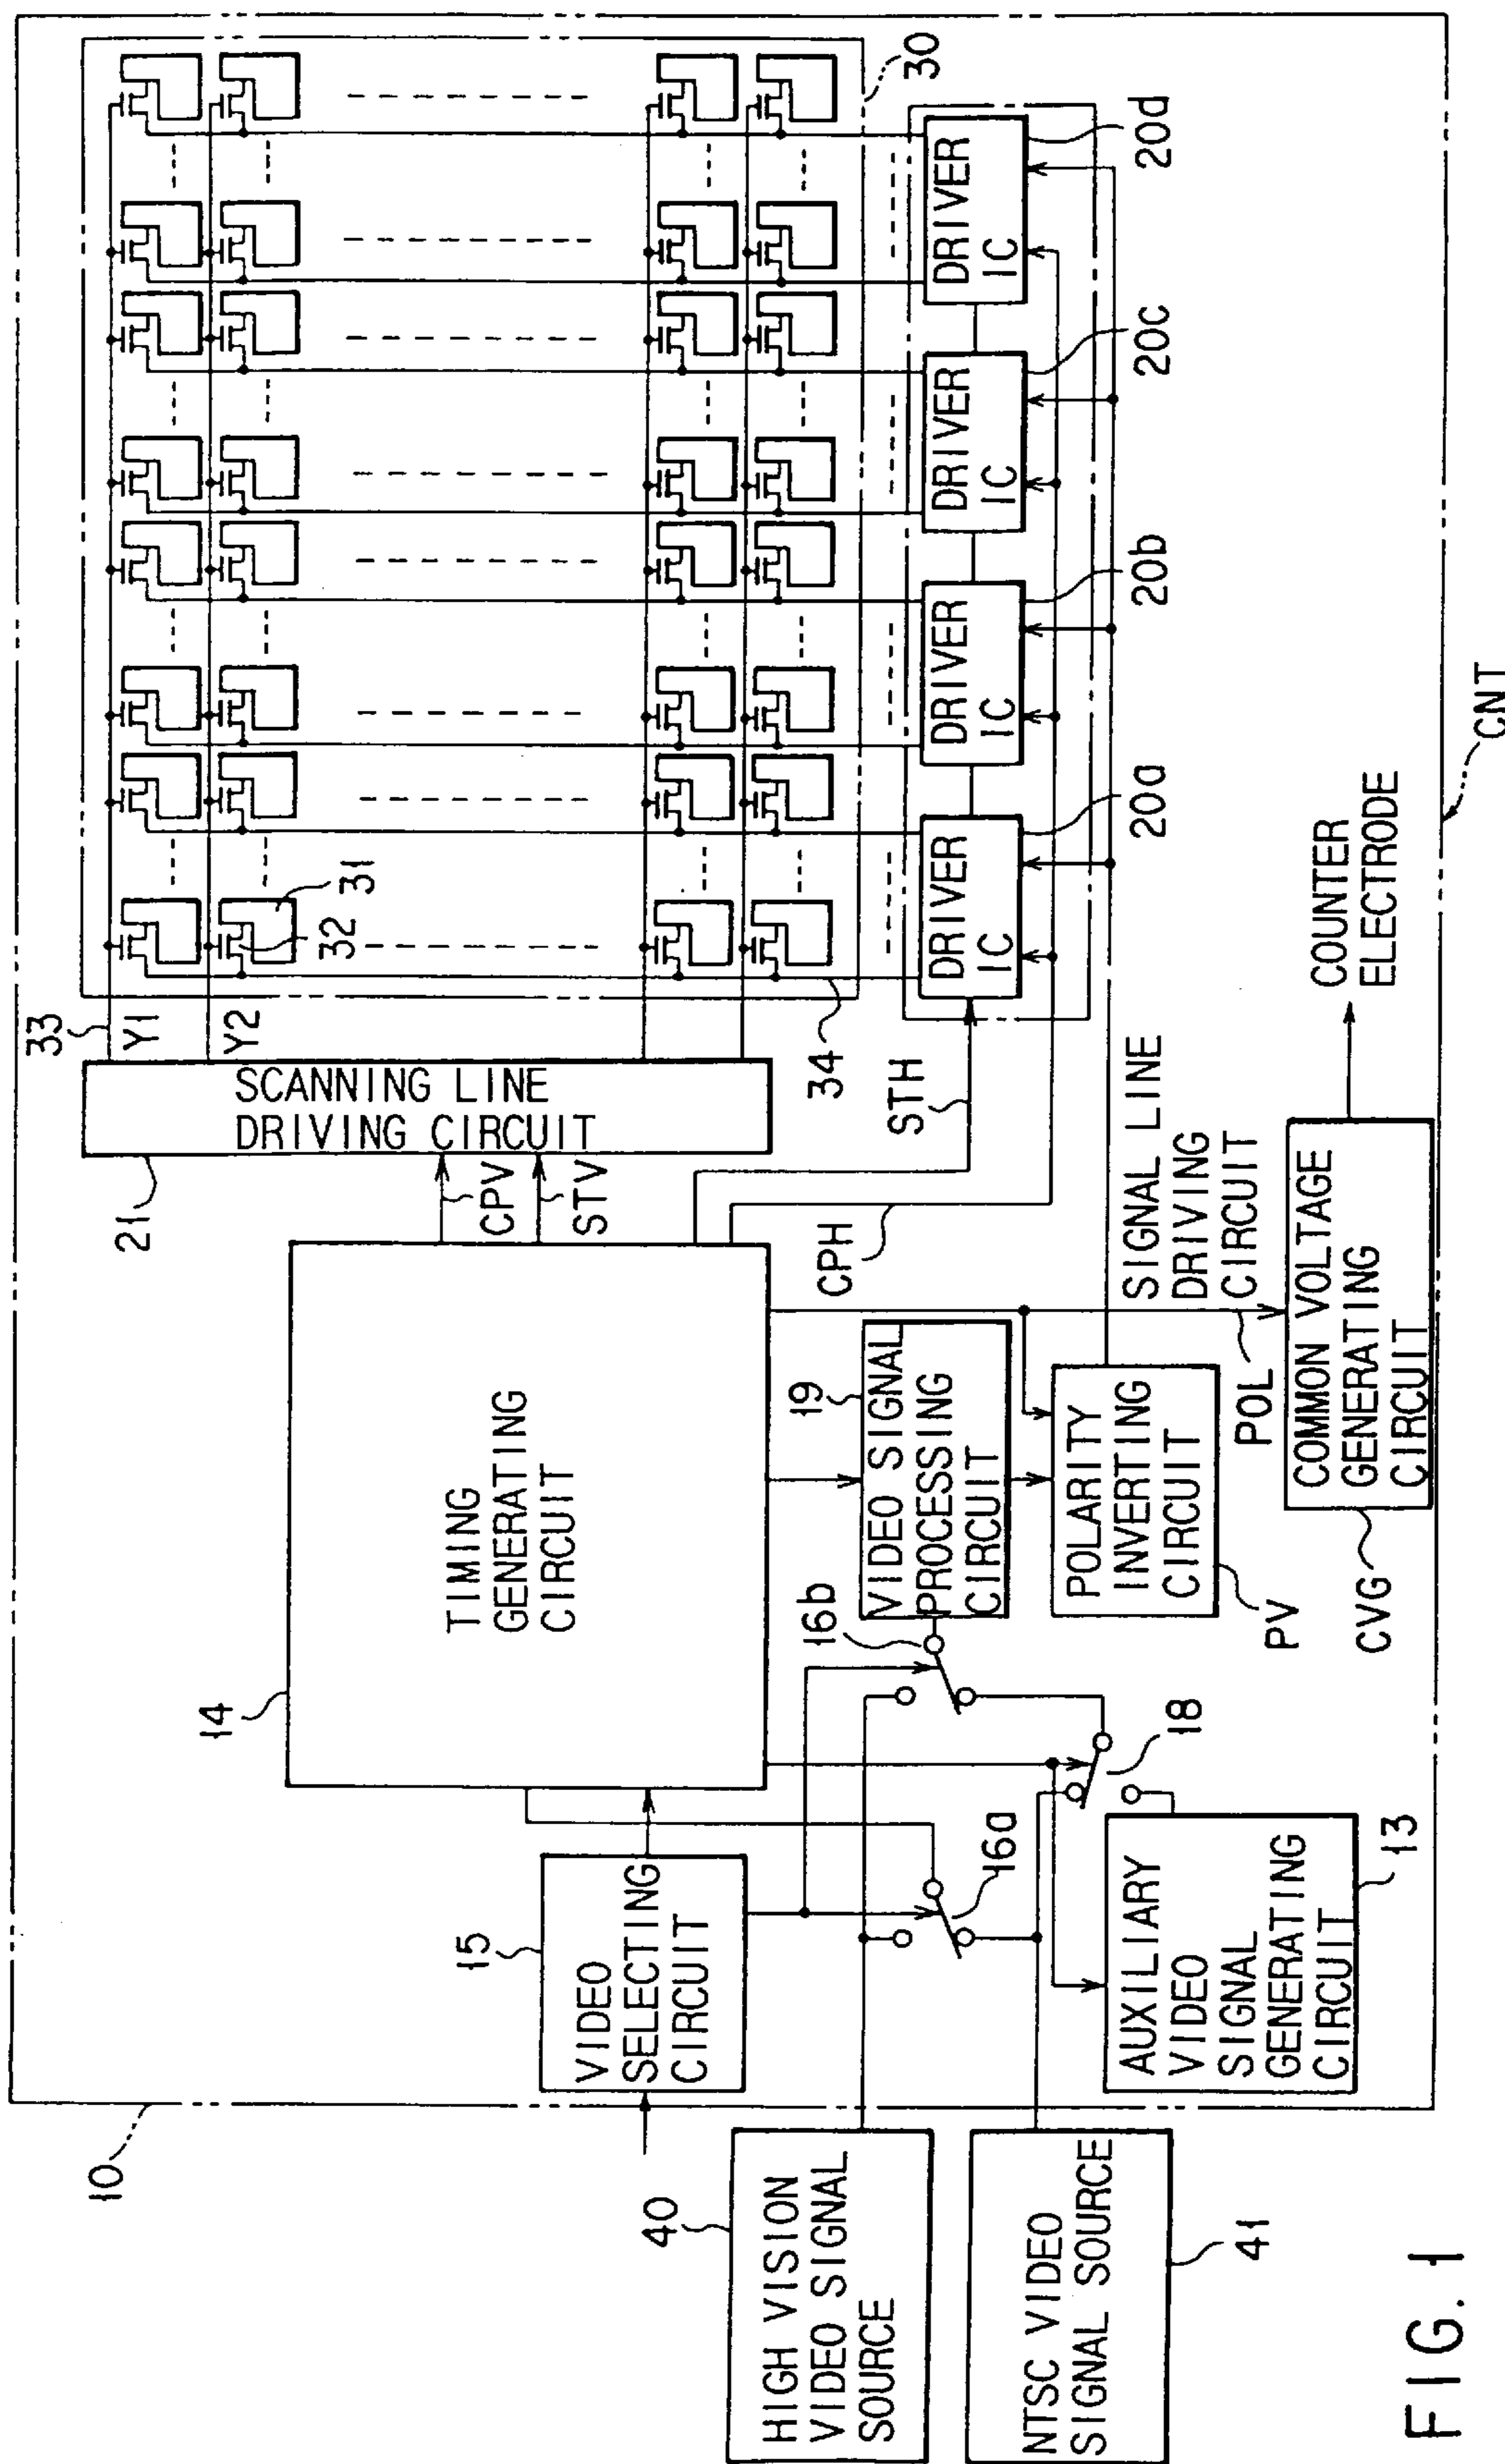 10
40
HIGH VISION
VIDEO SIGNAL
SOURCE
NTSC VIDEO
SIGNAL SOURCE
41
15
VIDEO
SELECTING
CIRCUIT
16a
AUXILIARY
VIDEO
SIGNAL
GENERATING
CIRCUIT
13
18
14
TIMING
GENERATING
CIRCUIT
16b
19
VIDEO SIGNAL
PROCESSING
CIRCUIT
POLARITY
INVERTING
CIRCUIT
PV
POL
CVG
COMMON VOLTAGE
GENERATING
CIRCUIT
COUNTER
ELECTRODE
CNT
21
SCANNING LINE
DRIVING CIRCUIT
CPV
STV
CPH
STH
SIGNAL LINE
DRIVING
CIRCUIT
33
Y1
Y2
34
32
31
30
DRIVER
IC
20a
DRIVER
IC
20b
DRIVER
IC
20c
DRIVER
IC
20d
FIG. 1